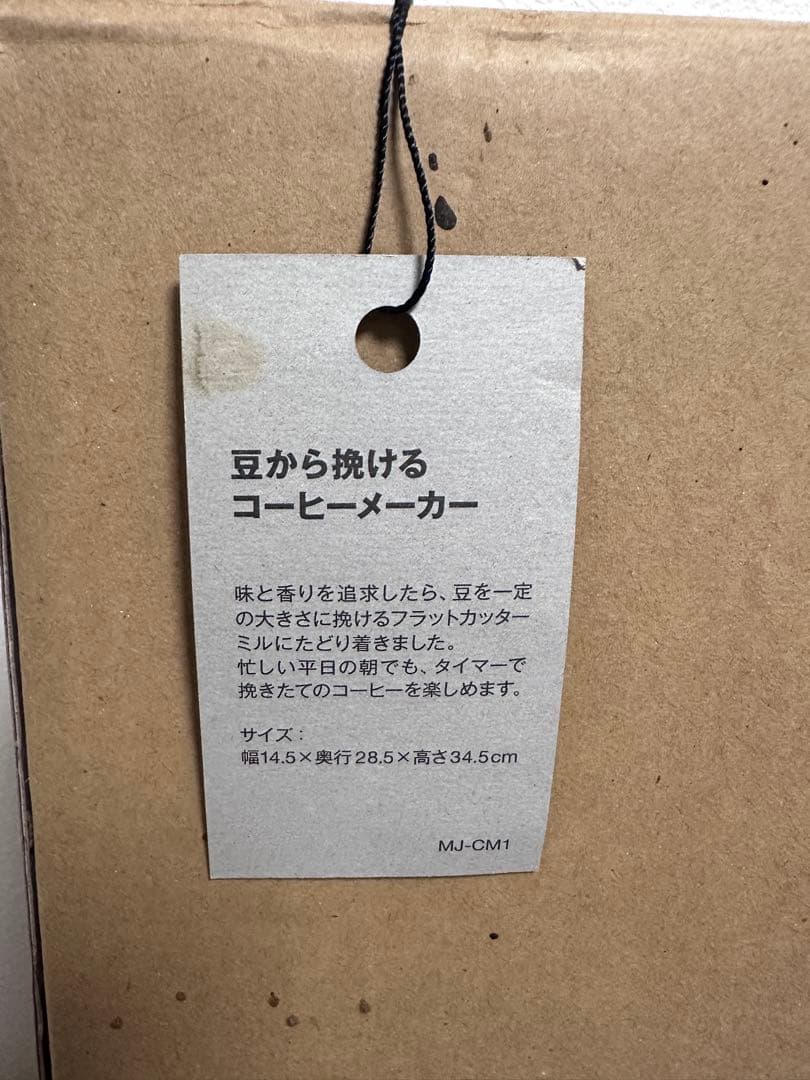 豆から挽ける
コーヒーメーカー
味と香りを追求したら、豆を一定
の大きさに挽けるフラットカッター
ミルにたどり着きました。
忙しい平日の朝でも、タイマーで
挽きたてのコーヒーを楽しめます。
サイズ：
幅14.5×奥行28.5×高さ34.5cm
MJ-CM1